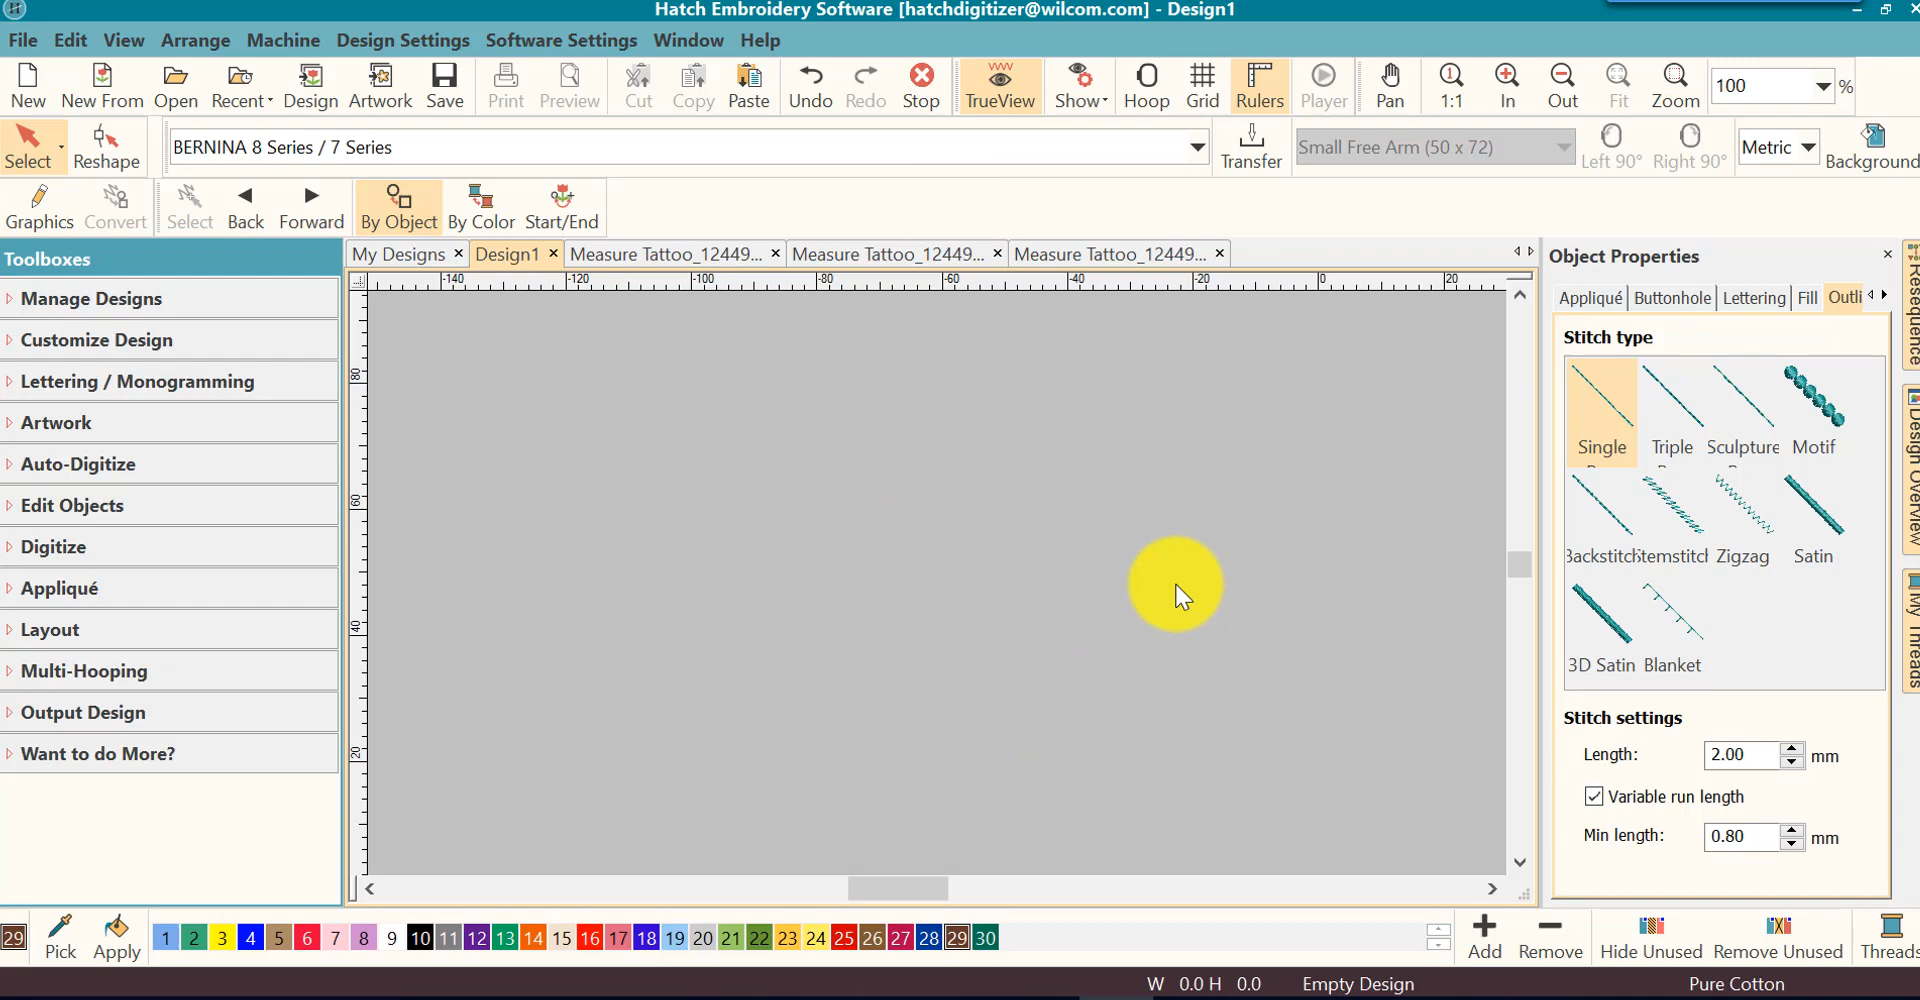 Hatch Embroidery Software [hatchdigitizer@wilcom.com] - Design1
File Edit View Arrange Machine Design Settings Software Settings Window Help
New New From Open Recent Design Artwork Save Print Preview Cut Copy Paste Undo Redo Stop TrueView Show Hoop Grid Rulers Player Pan 1:1 In Out Fit Zoom 100 %
Select Reshape BERNINA 8 Series / 7 Series Transfer Small Free Arm (50 x 72) Left 90° Right 90° Metric Background
Graphics Convert Select Back Forward By Object By Color Start/End
Toolboxes
Manage Designs
Customize Design
Lettering / Monogramming
Artwork
Auto-Digitize
Edit Objects
Digitize
Appliqué
Layout
Multi-Hooping
Output Design
Want to do More?
My Designs × Design1 × Measure Tattoo_12449... × Measure Tattoo_12449... × Measure Tattoo_12449... ×
-140 -120 -100 -80 -60 -40 -20 0 20
80
60
40
20
Object Properties
Appliqué Buttonhole Lettering Fill Outli
Stitch type
Single Triple Sculpture Motif
Backstitch Stemstitch Zigzag Satin
3D Satin Blanket
Stitch settings
Length: 2.00 mm
Variable run length
Min length: 0.80 mm
Resequence
Design Overview
My Threads
29 Pick Apply 1 2 3 4 5 6 7 8 9 10 11 12 13 14 15 16 17 18 19 20 21 22 23 24 25 26 27 28 29 30 Add Remove Hide Unused Remove Unused Threads
W 0.0 H 0.0 Empty Design Pure Cotton